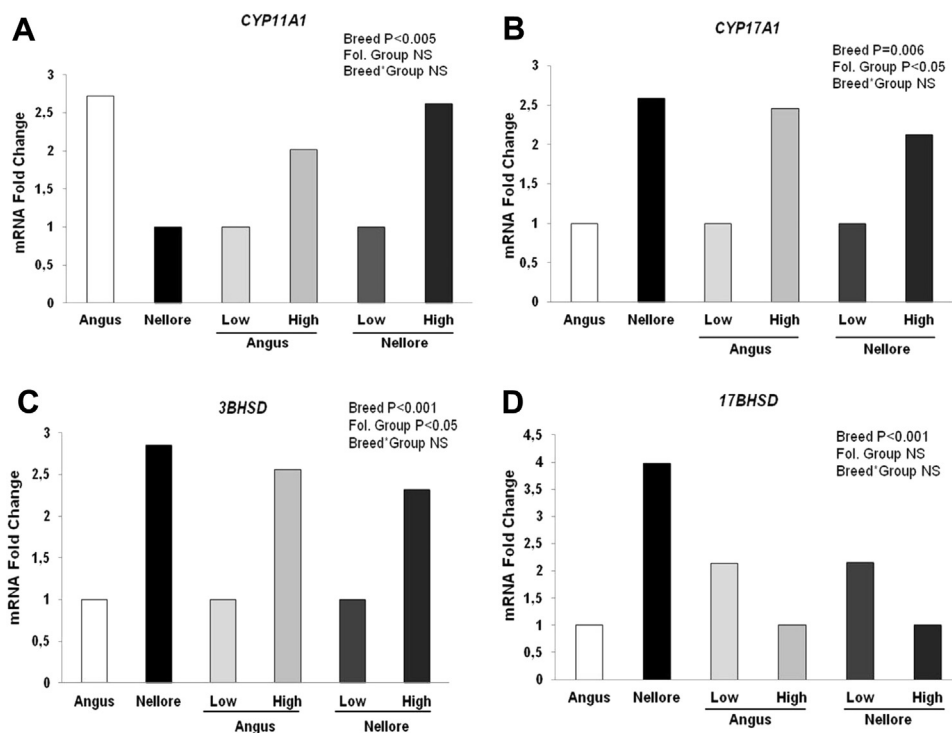 A
CYP11A1
Breed P<0.005
Fol. Group NS
Breed*Group NS
mRNA Fold Change
3
2,5
2
1,5
1
0,5
0
Angus Nellore Low High Low High
Angus Nellore
B
CYP17A1
Breed P=0.006
Fol. Group P<0.05
Breed*Group NS
mRNA Fold Change
3
2,5
2
1,5
1
0,5
0
Angus Nellore Low High Low High
Angus Nellore
C
3BHSD
Breed P<0.001
Fol. Group P<0.05
Breed*Group NS
mRNA Fold Change
3
2,5
2
1,5
1
0,5
0
Angus Nellore Low High Low High
Angus Nellore
D
17BHSD
Breed P<0.001
Fol. Group NS
Breed*Group NS
mRNA Fold Change
4,5
4
3,5
3
2,5
2
1,5
1
0,5
0
Angus Nellore Low High Low High
Angus Nellore